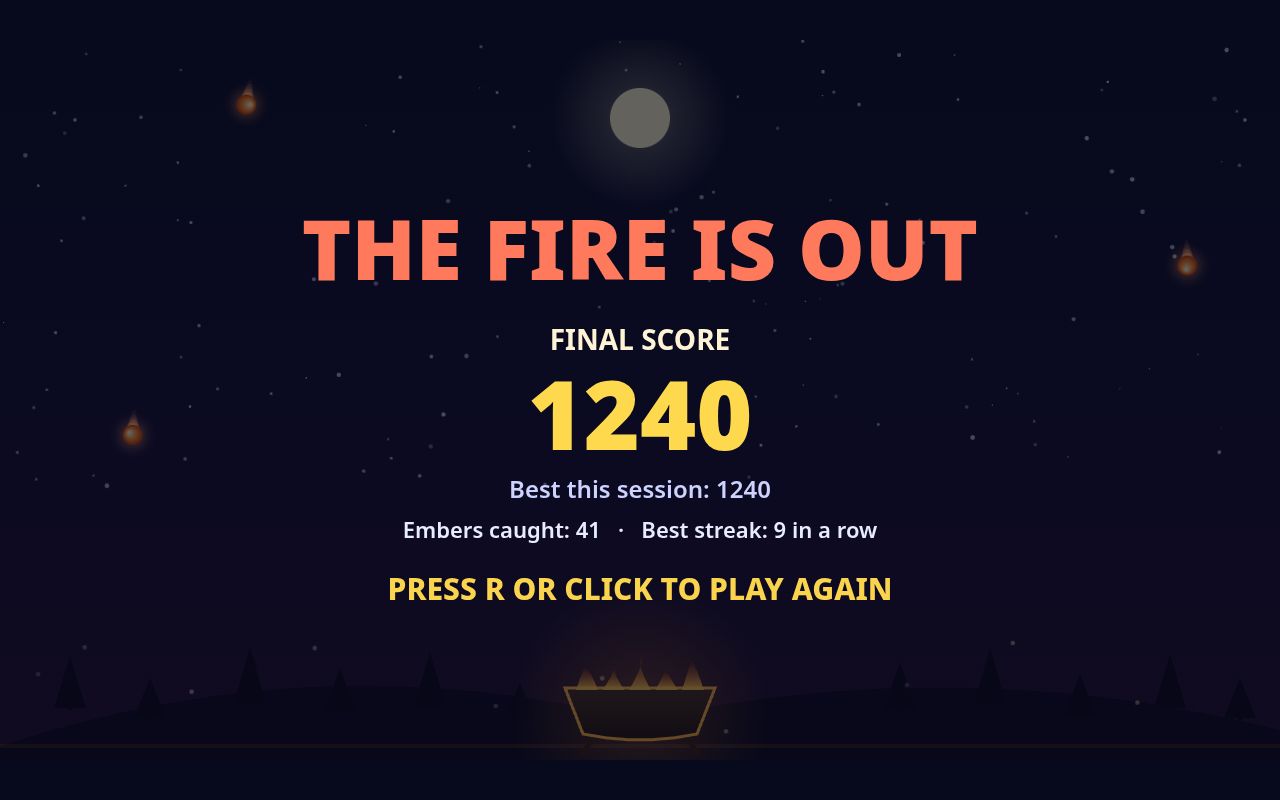 THE FIRE IS OUT
FINAL SCORE
1240
Best this session: 1240
Embers caught: 41 · Best streak: 9 in a row
PRESS R OR CLICK TO PLAY AGAIN